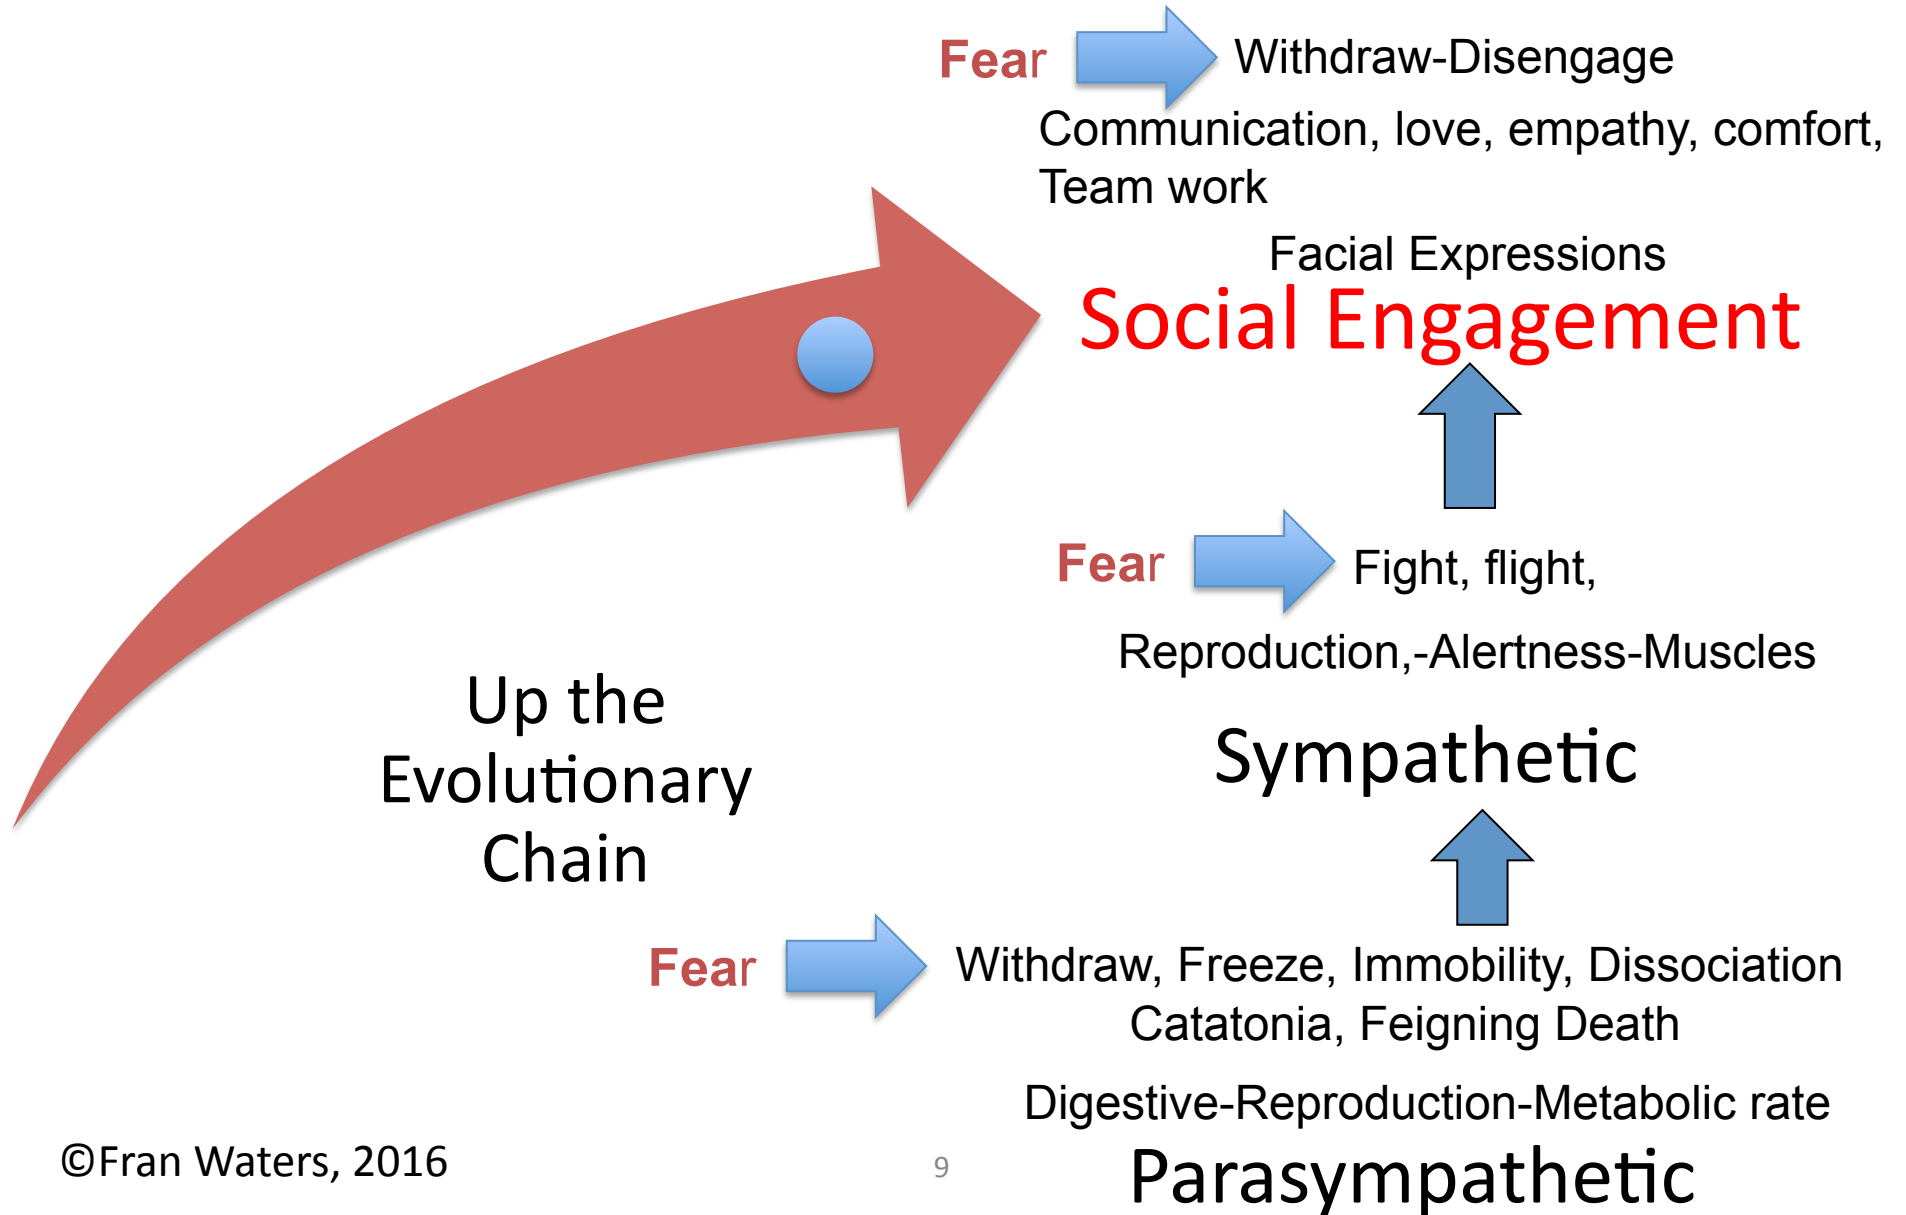 Fear Withdraw-Disengage
Communication, love, empathy, comfort,
Team work
Facial Expressions
Social Engagement
Fear Fight, flight,
Reproduction,-Alertness-Muscles
Up the
Evolutionary
Chain
Sympathetic
Fear Withdraw, Freeze, Immobility, Dissociation
Catatonia, Feigning Death
Digestive-Reproduction-Metabolic rate
Parasympathetic
©Fran Waters, 2016
9